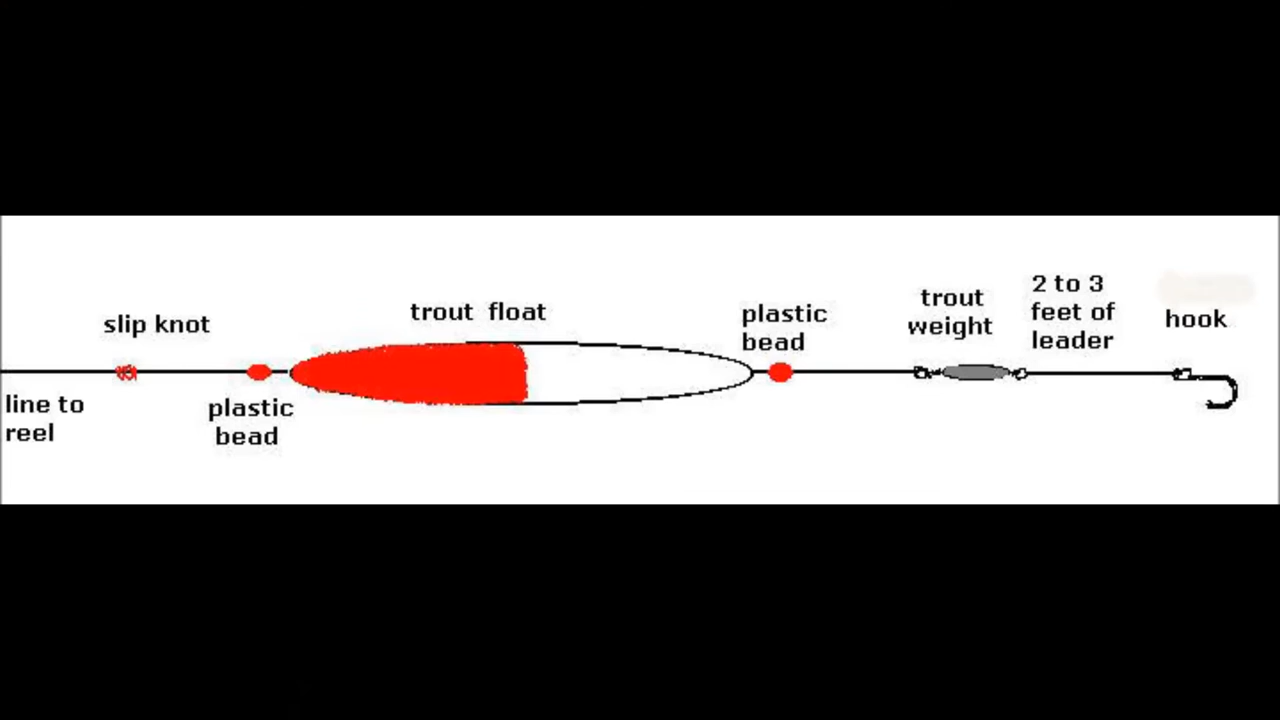 slip knot
trout float
plastic
bead
trout
weight
2 to 3
feet of
leader
hook
line to
reel
plastic
bead